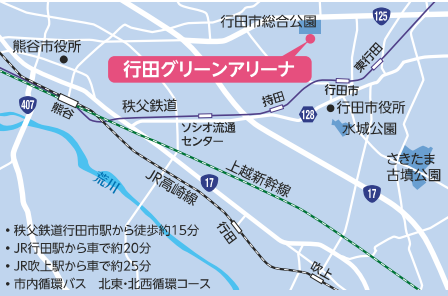 行田市総合公園
125
熊谷市役所
行田グリーンアリーナ
東行田
407
熊谷
秩父鉄道
持田
行田市
行田市役所
ソシオ流通
センター
128
水城公園
さきたま
古墳公園
荒川
JR高崎線
17
上越新幹線
17
行田
吹上
・秩父鉄道行田市駅から徒歩約15分
・JR行田駅から車で約20分
・JR吹上駅から車で約25分
・市内循環バス 北東・北西循環コース